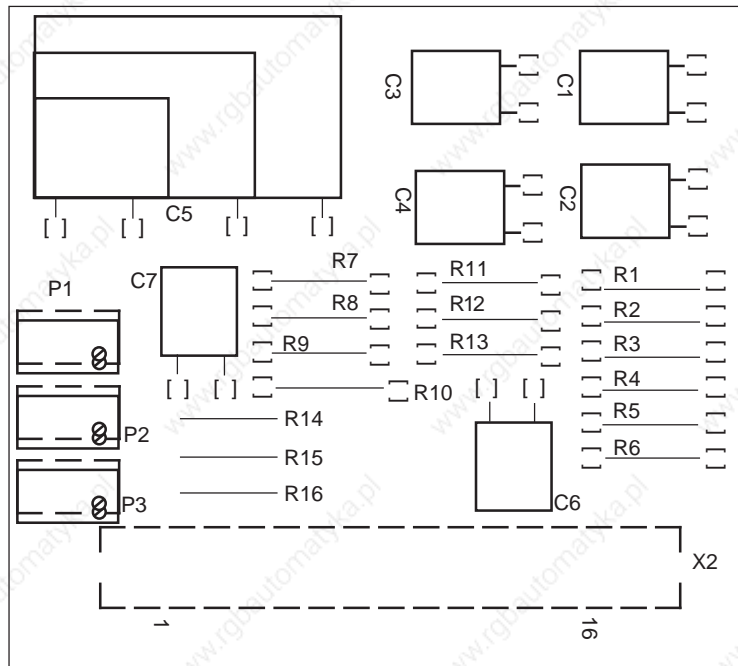 C3
C1
C4
C2
C5
C7
R7
R11
R1
P1
R8
R12
R2
R9
R13
R3
R10
R4
R14
R5
P2
R15
R6
R16
P3
C6
X2
1
16
www.rgbautomatyka.pl